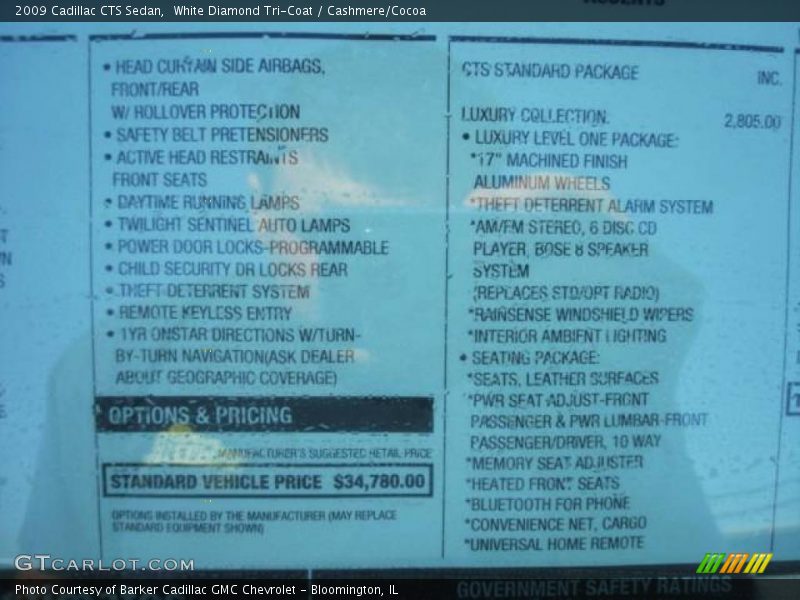 2009 Cadillac CTS Sedan, White Diamond Tri-Coat / Cashmere/Cocoa
• HEAD CURTAIN SIDE AIRBAGS,
FRONT/REAR
W/ ROLLOVER PROTECTION
• SAFETY BELT PRETENSIONERS
• ACTIVE HEAD RESTRAINTS
FRONT SEATS
• DAYTIME RUNNING LAMPS
• TWILIGHT SENTINEL AUTO LAMPS
• POWER DOOR LOCKS-PROGRAMMABLE
• CHILD SECURITY DR LOCKS REAR
• THEFT DETERRENT SYSTEM
• REMOTE KEYLESS ENTRY
• 1YR ONSTAR DIRECTIONS W/TURN-
BY-TURN NAVIGATION(ASK DEALER
ABOUT GEOGRAPHIC COVERAGE)
OPTIONS & PRICING
MANUFACTURER'S SUGGESTED RETAIL PRICE
STANDARD VEHICLE PRICE $34,780.00
OPTIONS INSTALLED BY THE MANUFACTURER (MAY REPLACE
STANDARD EQUIPMENT SHOWN)
CTS STANDARD PACKAGE INC.
LUXURY COLLECTION: 2,805.00
• LUXURY LEVEL ONE PACKAGE:
*17" MACHINED FINISH
ALUMINUM WHEELS
*THEFT DETERRENT ALARM SYSTEM
*AM/FM STEREO, 6 DISC CD
PLAYER, BOSE 8 SPEAKER
SYSTEM
(REPLACES STD/OPT RADIO)
*RAINSENSE WINDSHIELD WIPERS
*INTERIOR AMBIENT LIGHTING
• SEATING PACKAGE:
*SEATS, LEATHER SURFACES
*PWR SEAT ADJUST-FRONT
PASSENGER & PWR LUMBAR-FRONT
PASSENGER/DRIVER, 10 WAY
*MEMORY SEAT ADJUSTER
*HEATED FRONT SEATS
*BLUETOOTH FOR PHONE
*CONVENIENCE NET, CARGO
*UNIVERSAL HOME REMOTE
GOVERNMENT SAFETY RATINGS
GTCARLOT.COM
Photo Courtesy of Barker Cadillac GMC Chevrolet - Bloomington, IL